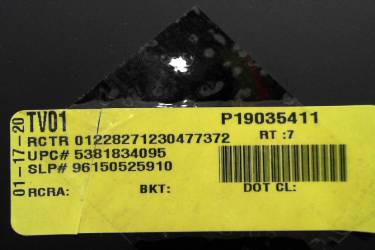 01-17-20
TV01 P19035411
RCTR 01228271230477372 RT :7
UPC# 5381834095
SLP# 96150525910
RCRA: BKT: DOT CL: